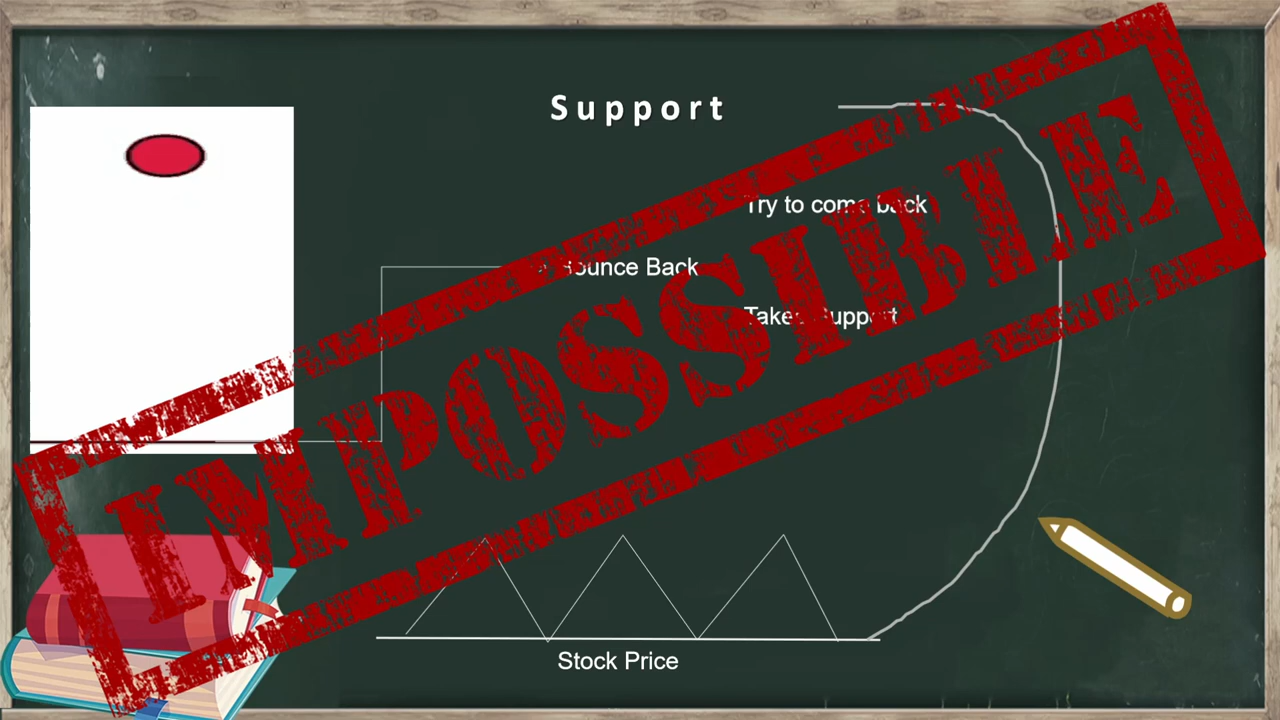 Support
Try to come back
Bounce Back
Takes Support
IMPOSSIBLE
Stock Price